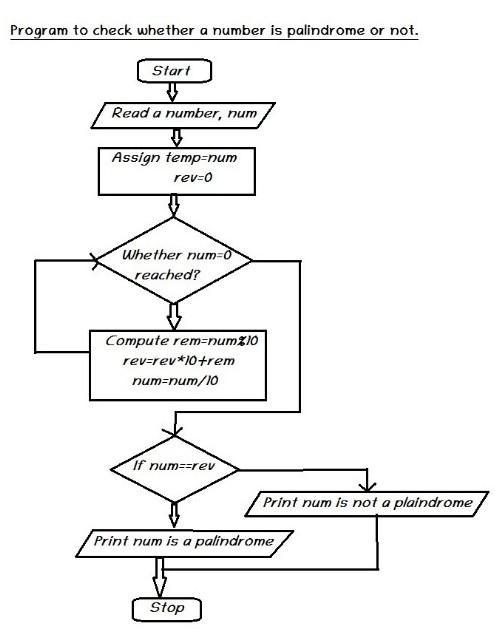 Program to check whether a number is palindrome or not.
Start
Read a number, num
Assign temp=num
rev=0
Whether num=0
reached?
Compute rem=num%10
rev=rev*10+rem
num=num/10
If num==rev
Print num is not a plaindrome
Print num is a palindrome
Stop